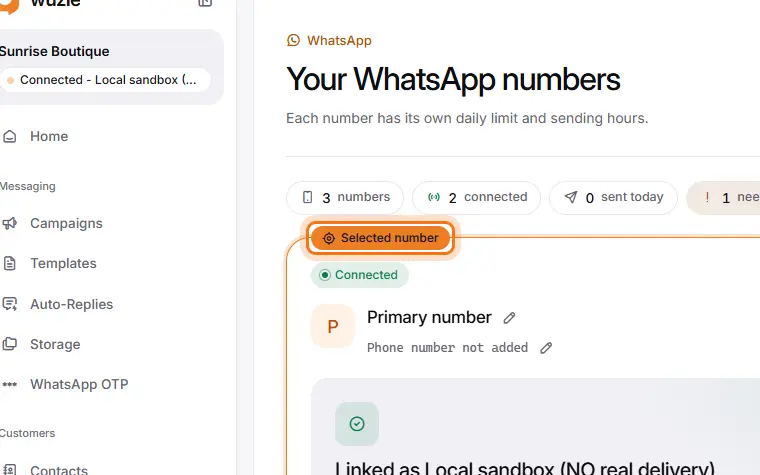 wuzie
Sunrise Boutique
Connected - Local sandbox (...
Home
Messaging
Campaigns
Templates
Auto-Replies
Storage
WhatsApp OTP
Customers
Contacts
WhatsApp
Your WhatsApp numbers
Each number has its own daily limit and sending hours.
3 numbers
2 connected
0 sent today
! 1 nee
Selected number
Connected
P
Primary number
Phone number not added
Linked as Local sandbox (NO real delivery)